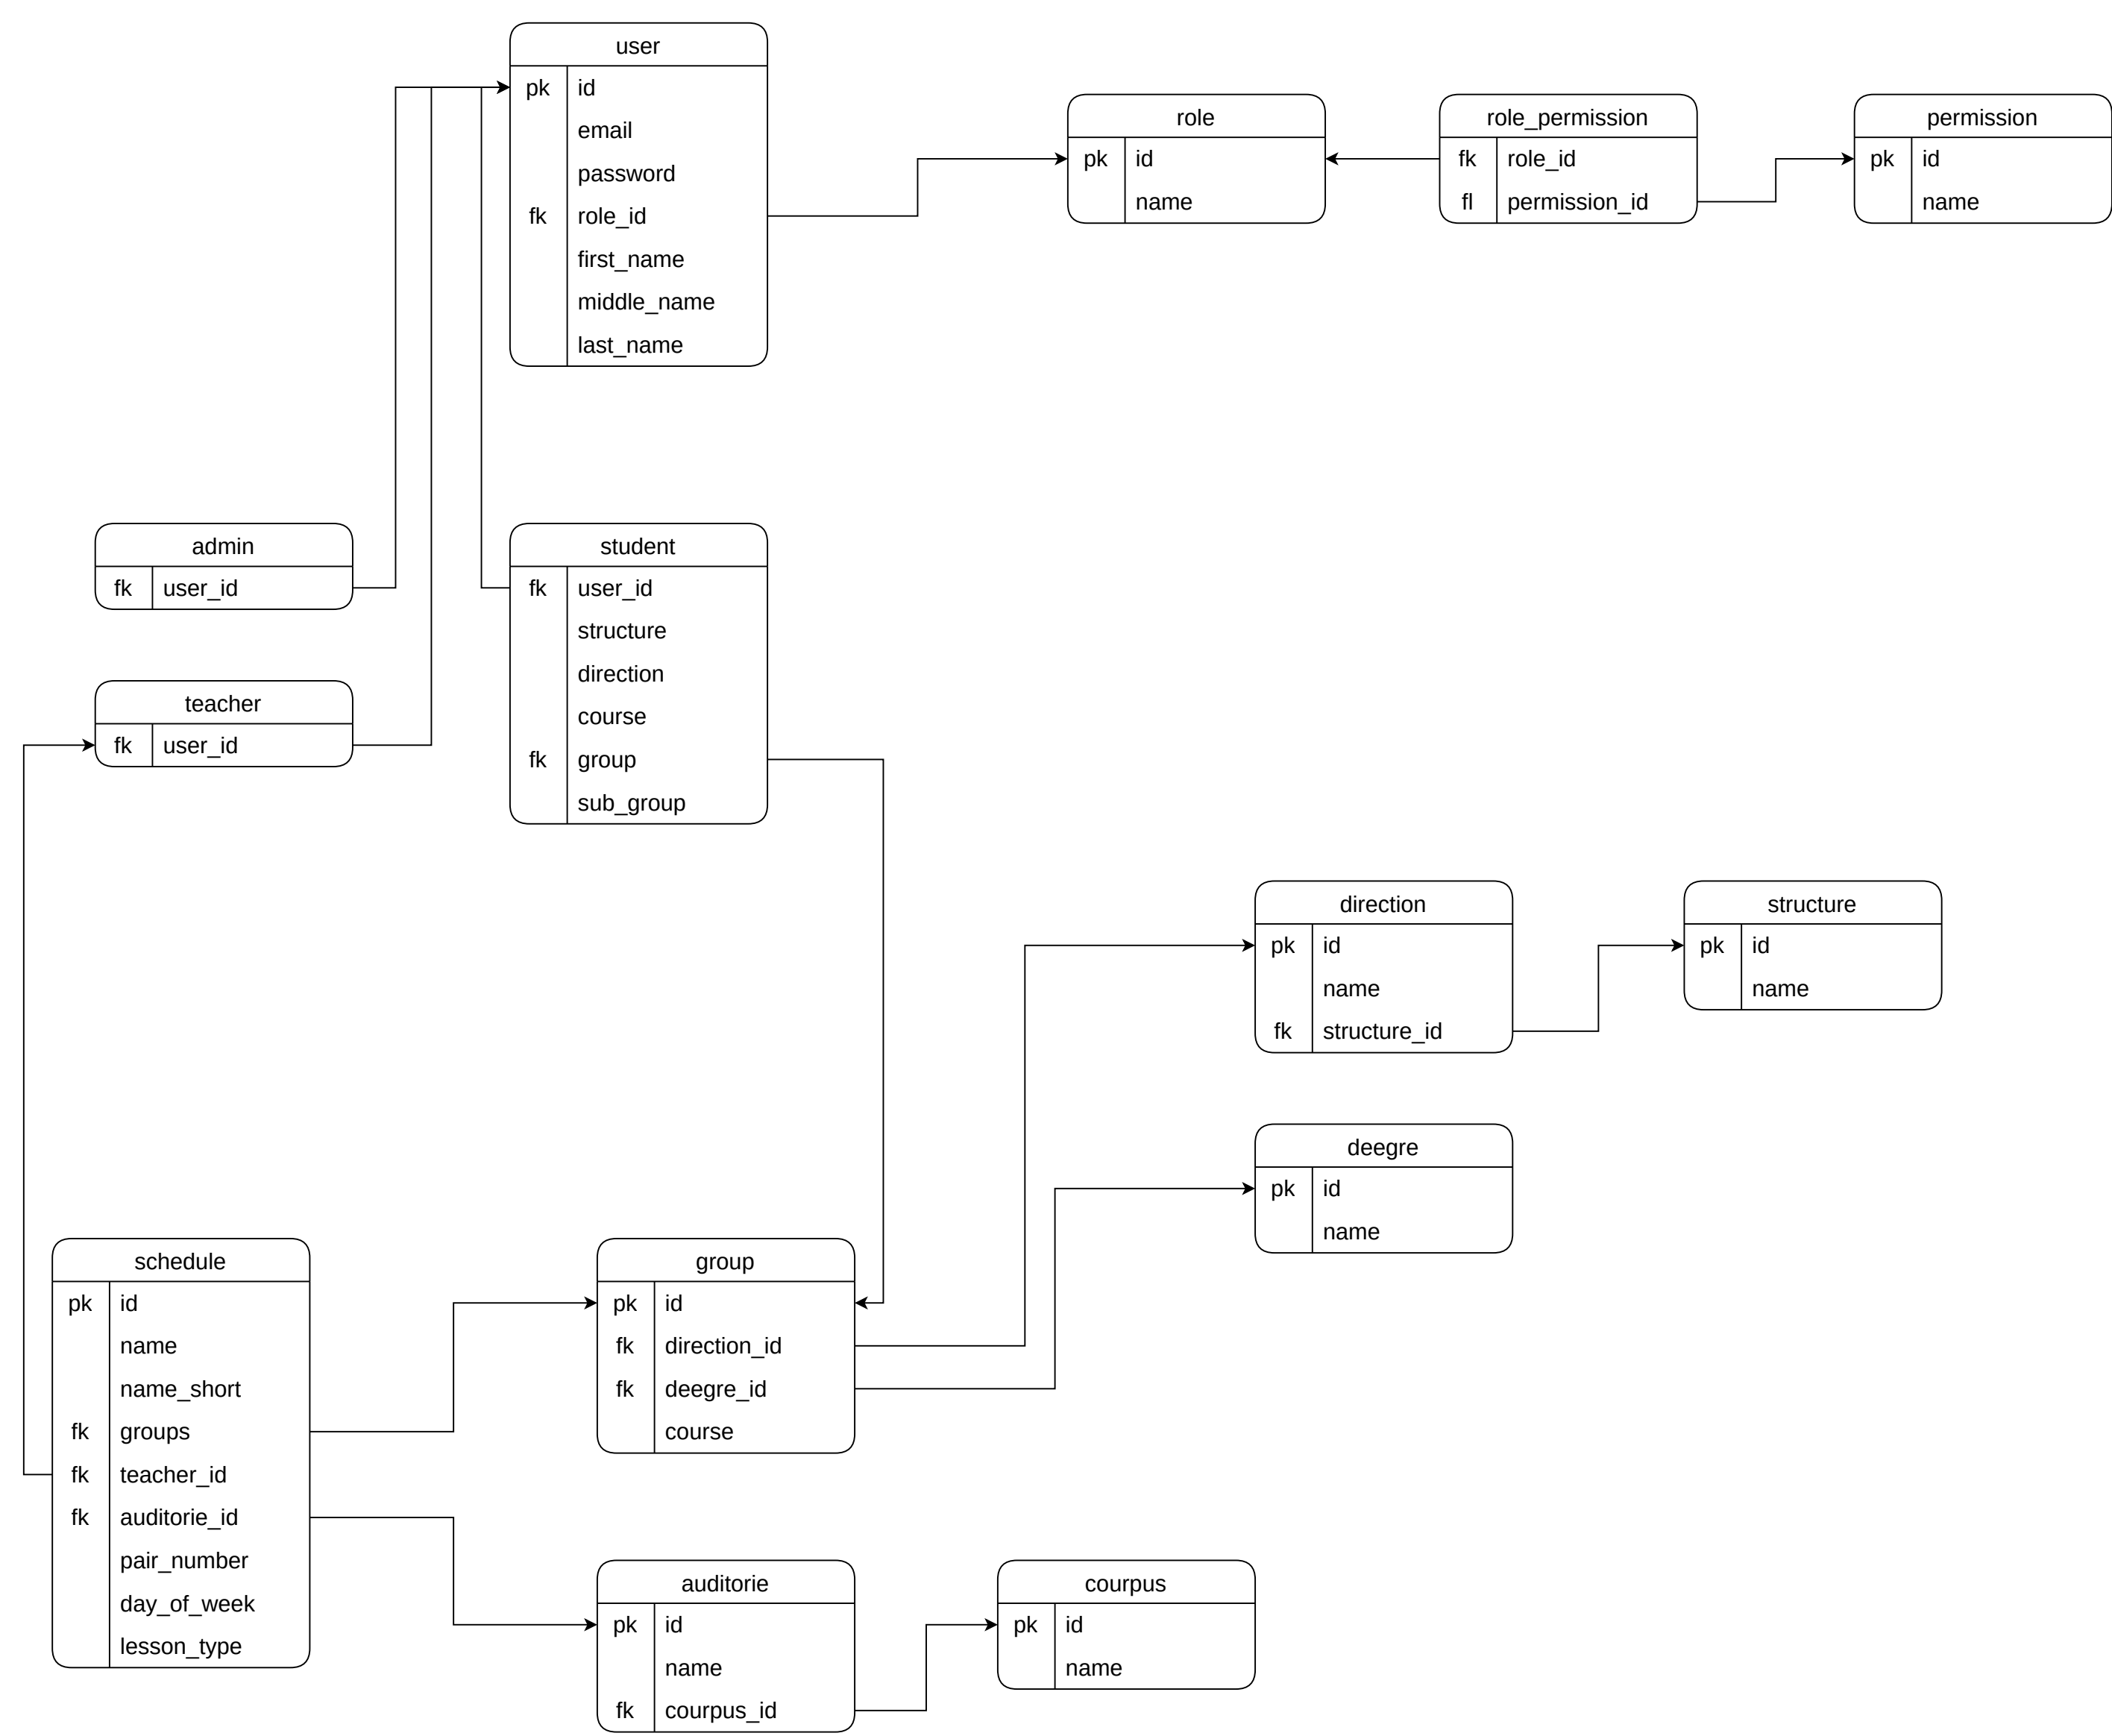 user
pk id
email
password
fk role_id
first_name
middle_name
last_name
role
pk id
name
role_permission
fk role_id
fl permission_id
permission
pk id
name
admin
fk user_id
student
fk user_id
structure
direction
course
fk group
sub_group
teacher
fk user_id
direction
pk id
name
fk structure_id
structure
pk id
name
deegre
pk id
name
schedule
pk id
name
name_short
fk groups
fk teacher_id
fk auditorie_id
pair_number
day_of_week
lesson_type
group
pk id
fk direction_id
fk deegre_id
course
auditorie
pk id
name
fk courpus_id
courpus
pk id
name